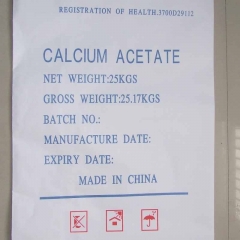 REGISTRATION OF HEALTH:3700D29112
CALCIUM ACETATE
NET WEIGHT:25KGS
GROSS WEIGHT:25.17KGS
BATCH NO.:
MANUFACTURE DATE:
EXPIRY DATE:
MADE IN CHINA